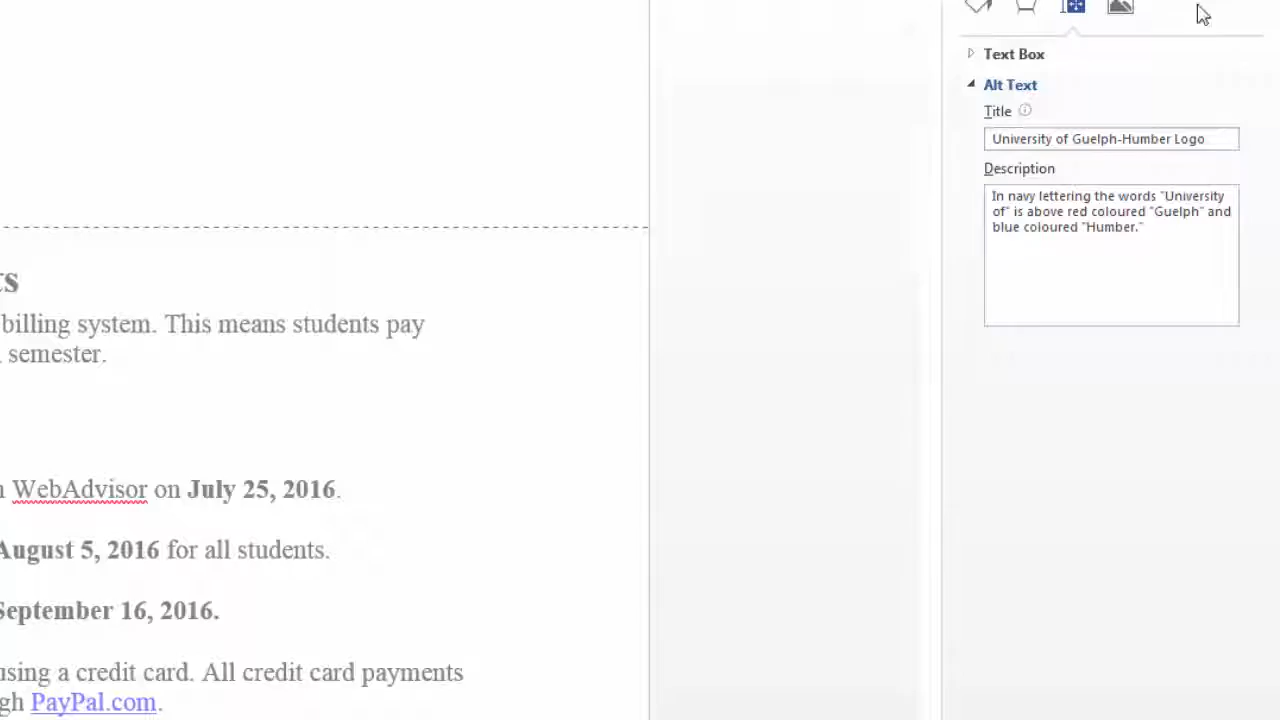 ts
billing system. This means students pay
semester.
WebAdvisor on July 25, 2016.
August 5, 2016 for all students.
September 16, 2016.
using a credit card. All credit card payments
gh PayPal.com.
Text Box
Alt Text
Title
University of Guelph-Humber Logo
Description
In navy lettering the words "University
of" is above red coloured "Guelph" and
blue coloured "Humber."